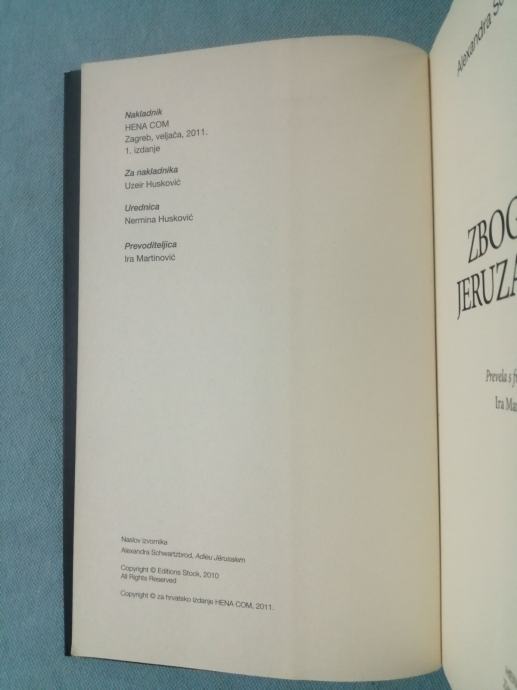 Nakladnik
HENA COM
Zagreb, veljača, 2011.
1. izdanje
Za nakladnika
Uzeir Husković
Urednica
Nermina Husković
Prevoditeljica
Ira Martinović
Naslov izvornika
Alexandra Schwartzbrod, Adieu Jérusalem
Copyright © Editions Stock, 2010
All Rights Reserved
Copyright © za hrvatsko izdanje HENA COM, 2011.
Alexandra
ZBOG
JERUZA
Prevela s
Ira